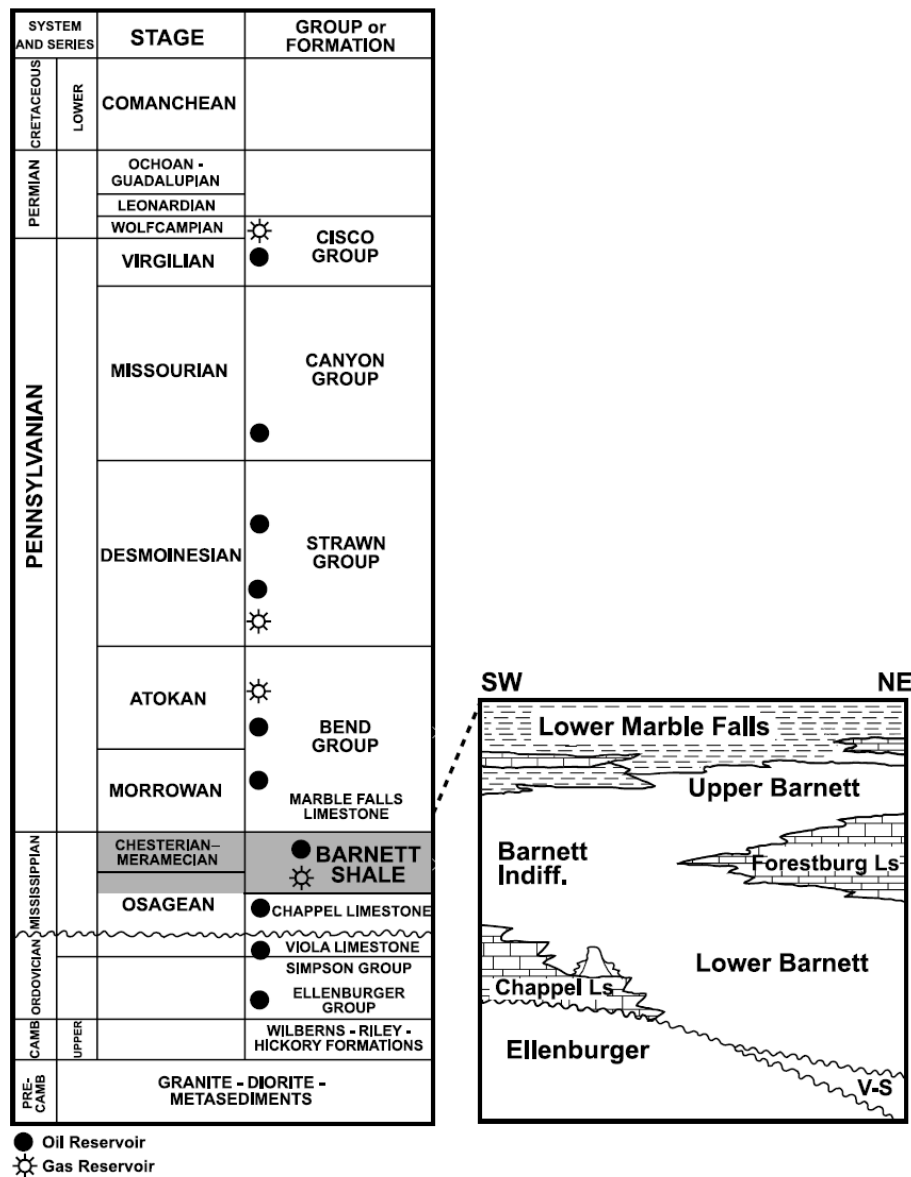 SYSTEM
AND SERIES
STAGE
GROUP or
FORMATION
CRETACEOUS
LOWER
COMANCHEAN
PERMIAN
OCHOAN -
GUADALUPIAN
LEONARDIAN
WOLFCAMPIAN
CISCO
GROUP
PENNSYLVANIAN
VIRGILIAN
MISSOURIAN
CANYON
GROUP
DESMOINESIAN
STRAWN
GROUP
ATOKAN
BEND
GROUP
MORROWAN
MARBLE FALLS
LIMESTONE
MISSISSIPPIAN
CHESTERIAN–
MERAMECIAN
BARNETT
SHALE
OSAGEAN
CHAPPEL LIMESTONE
ORDOVICIAN
VIOLA LIMESTONE
SIMPSON GROUP
ELLENBURGER
GROUP
CAMB
UPPER
WILBERNS - RILEY -
HICKORY FORMATIONS
PRE-
CAMB
GRANITE - DIORITE -
METASEDIMENTS
Oil Reservoir
Gas Reservoir
SW
NE
Lower Marble Falls
Upper Barnett
Barnett
Indiff.
Forestburg Ls
Lower Barnett
Chappel Ls
Ellenburger
V-S